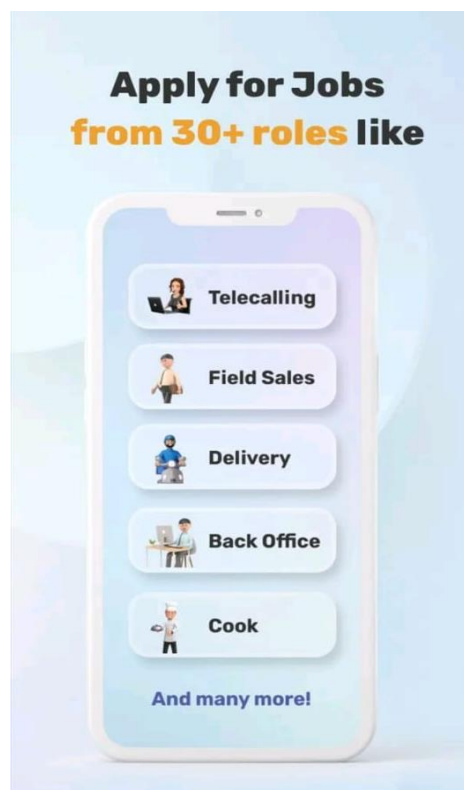 Apply for Jobs
from 30+ roles like
Telecalling
Field Sales
Delivery
Back Office
Cook
And many more!